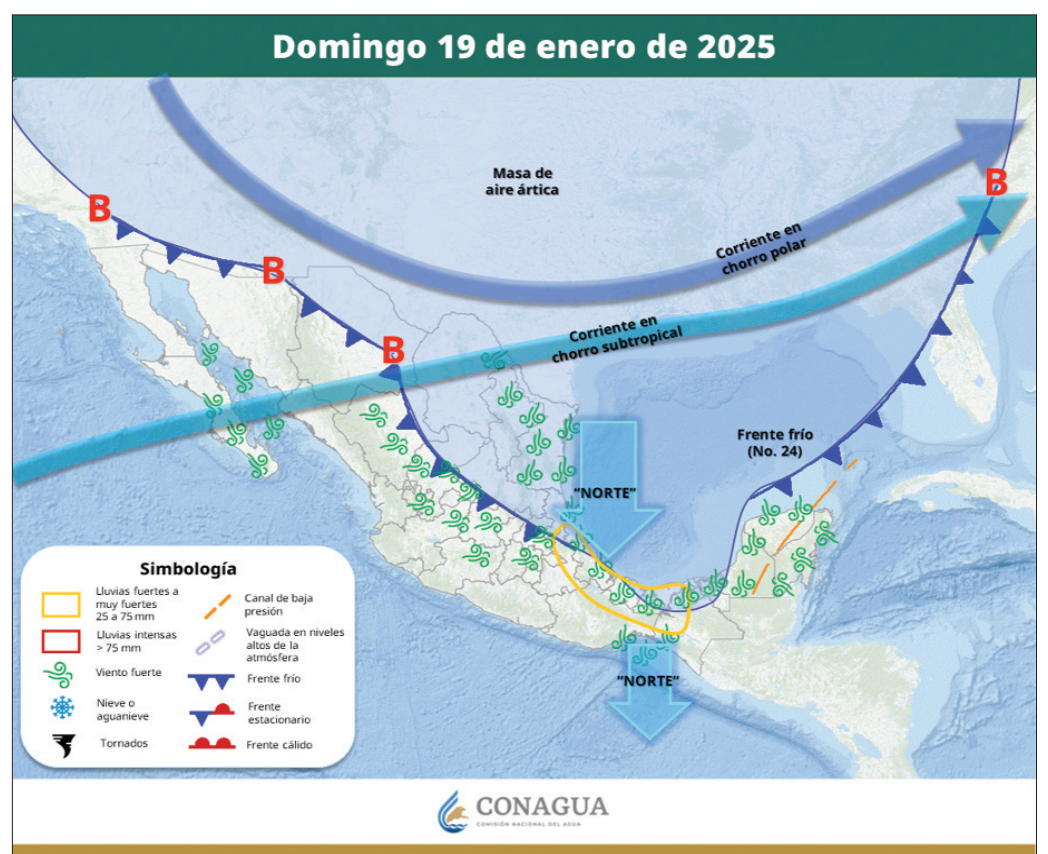 Domingo 19 de enero de 2025
Masa de
aire ártica
B
B
B
B
Corriente en
chorro polar
Corriente en
chorro subtropical
Frente frío
(No. 24)
“NORTE”
“NORTE”
Simbología
Lluvias fuertes a
muy fuertes
25 a 75 mm
Lluvias intensas
> 75 mm
Viento fuerte
Nieve o
aguanieve
Tornados
Canal de baja
presión
Vaguada en niveles
altos de la
atmósfera
Frente frío
Frente
estacionario
Frente cálido
CONAGUA
COMISIÓN NACIONAL DEL AGUA